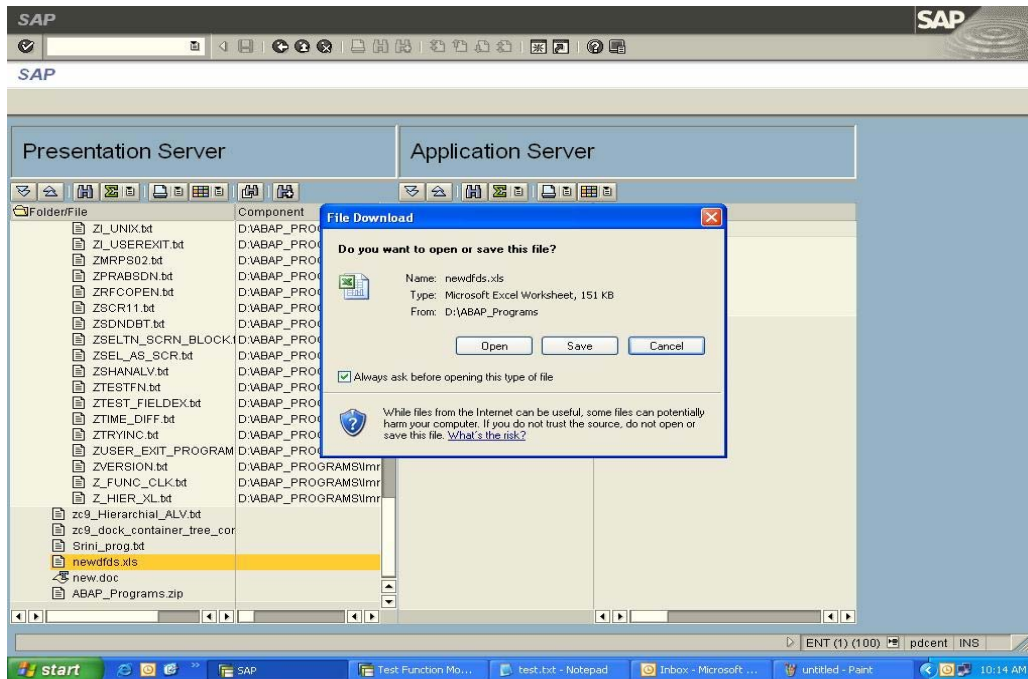 SAP
SAP
SAP
Presentation Server
Application Server
Folder/File
Component
ZI_UNIX.txt D:\ABAP_PRO
ZI_USEREXIT.txt D:\ABAP_PRO
ZMRPS02.txt D:\ABAP_PRO
ZPRABSDN.txt D:\ABAP_PRO
ZRFCOPEN.txt D:\ABAP_PRO
ZSCR11.txt D:\ABAP_PRO
ZSDNDBT.txt D:\ABAP_PRO
ZSELTN_SCRN_BLOCK.t D:\ABAP_PRO
ZSEL_AS_SCR.txt D:\ABAP_PRO
ZSHANALV.txt D:\ABAP_PRO
ZTESTFN.txt D:\ABAP_PRO
ZTEST_FIELDEX.txt D:\ABAP_PRO
ZTIME_DIFF.txt D:\ABAP_PRO
ZTRYINC.txt D:\ABAP_PRO
ZUSER_EXIT_PROGRAM D:\ABAP_PRO
ZVERSION.txt D:\ABAP_PROGRAMS\Imr
Z_FUNC_CLK.txt D:\ABAP_PROGRAMS\Imr
Z_HIER_XL.txt D:\ABAP_PROGRAMS\Imr
zc9_Hierarchial_ALV.txt
zc9_dock_container_tree_cor
Srini_prog.txt
newdfds.xls
new.doc
ABAP_Programs.zip
File Download
Do you want to open or save this file?
Name: newdfds.xls
Type: Microsoft Excel Worksheet, 151 KB
From: D:\ABAP_Programs
Open Save Cancel
Always ask before opening this type of file
While files from the Internet can be useful, some files can potentially
harm your computer. If you do not trust the source, do not open or
save this file. What's the risk?
ENT (1) (100) pdcent INS
start SAP Test Function Mo... test.txt - Notepad Inbox - Microsoft ... untitled - Paint 10:14 AM